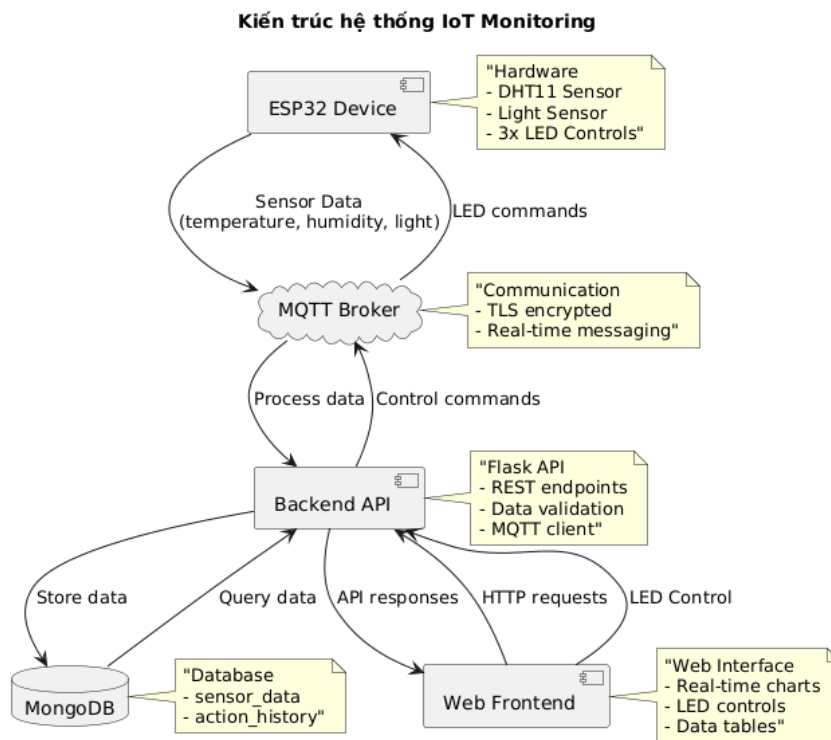 Kiến trúc hệ thống IoT Monitoring
ESP32 Device
"Hardware
- DHT11 Sensor
- Light Sensor
- 3x LED Controls"
Sensor Data
(temperature, humidity, light)
LED commands
MQTT Broker
"Communication
- TLS encrypted
- Real-time messaging"
Process data
Control commands
Backend API
"Flask API
- REST endpoints
- Data validation
- MQTT client"
Store data
Query data
API responses
HTTP requests
LED Control
MongoDB
"Database
- sensor_data
- action_history"
Web Frontend
"Web Interface
- Real-time charts
- LED controls
- Data tables"